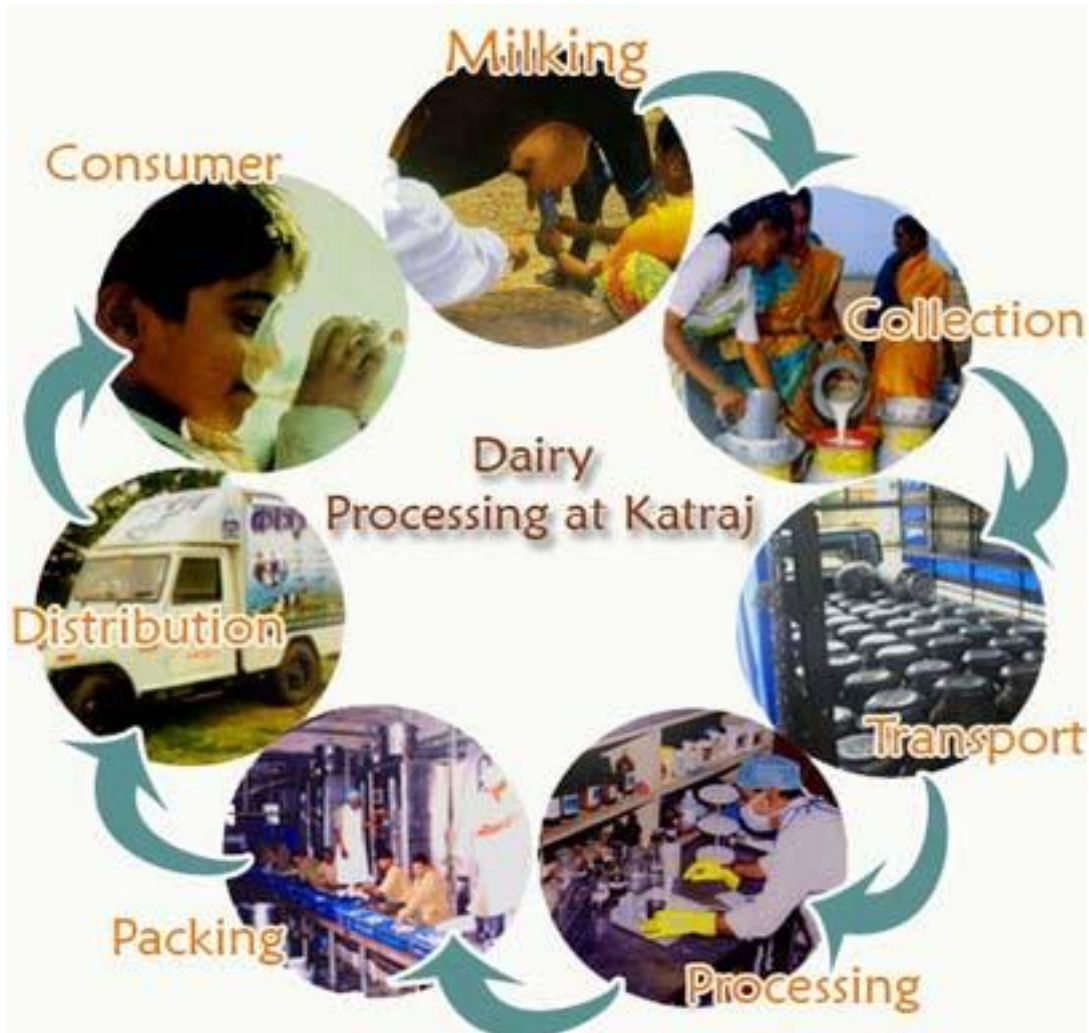 Milking
Consumer
Collection
Dairy
Processing at Katraj
Distribution
Transport
Packing
Processing